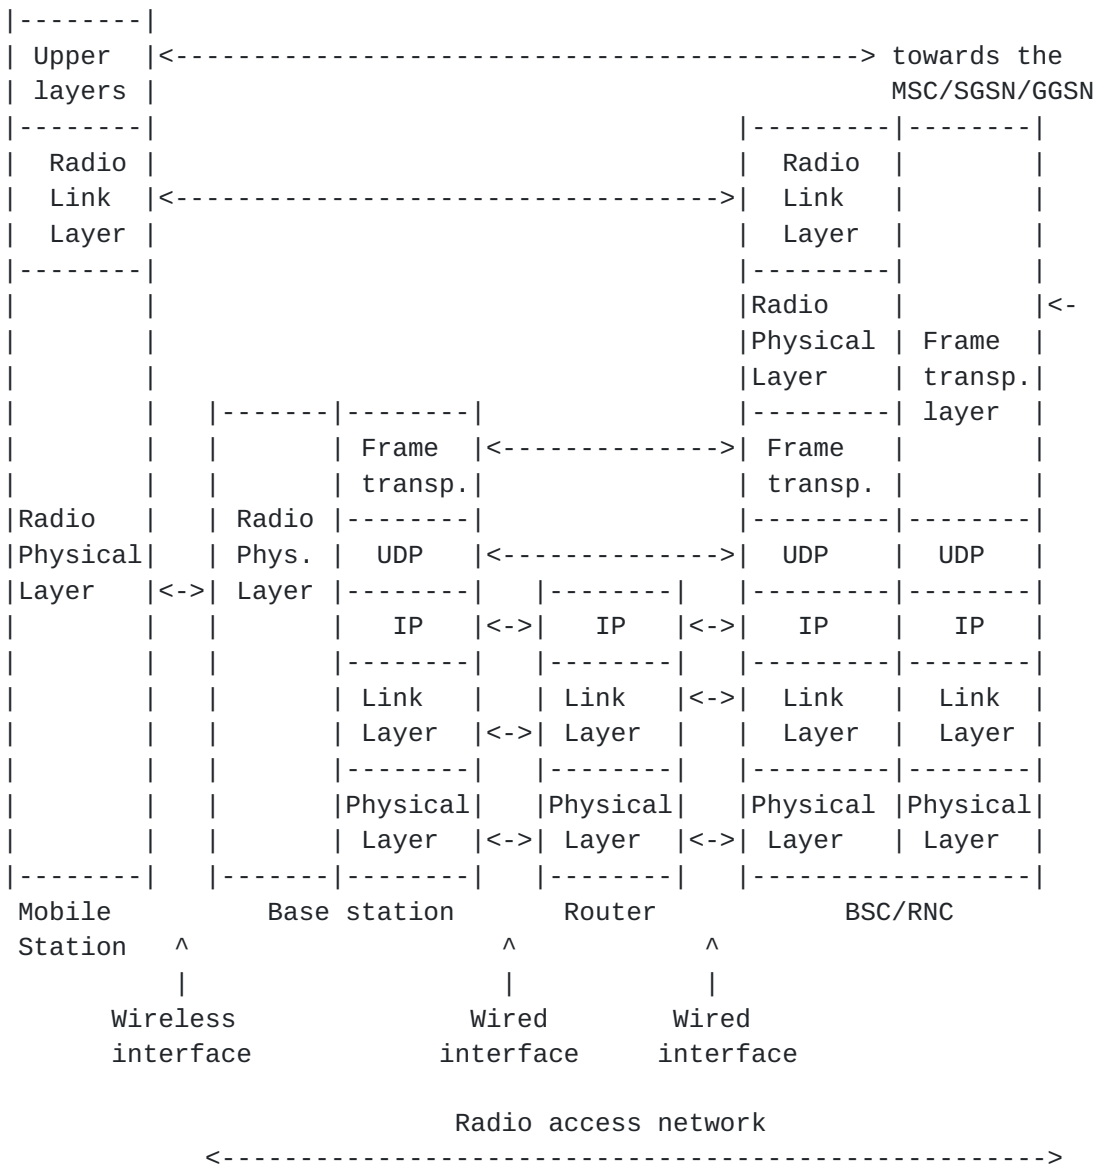 |--------|
| Upper  |<--------------------------------------------> towards the
| layers |                                               MSC/SGSN/GGSN
|--------|                                      |---------|--------|
|  Radio |                                      |  Radio  |        |
|  Link  |<------------------------------------>|  Link   |        |
|  Layer |                                      |  Layer  |        |
|--------|                                      |---------|        |
|        |                                      |Radio    |        |<-
|        |                                      |Physical | Frame  |
|        |                                      |Layer    | transp.|
|        |   |-------|--------|                 |---------| layer  |
|        |   |       | Frame  |<-------------->| Frame   |        |
|        |   |       | transp.|                 | transp. |        |
|Radio   |   | Radio |--------|                 |---------|--------|
|Physical|   | Phys. |  UDP   |<-------------->|  UDP    |  UDP   |
|Layer   |<->| Layer |--------|   |--------|   |---------|--------|
|        |   |       |   IP   |<->|   IP   |<->|   IP    |   IP   |
|        |   |       |--------|   |--------|   |---------|--------|
|        |   |       | Link   |   | Link   |<->|  Link   |  Link  |
|        |   |       | Layer  |<->| Layer  |   |  Layer  |  Layer |
|        |   |       |--------|   |--------|   |---------|--------|
|        |   |       |Physical|   |Physical|   |Physical |Physical|
|        |   |       | Layer  |<->| Layer  |<->| Layer   | Layer  |
|--------|   |-------|--------|   |--------|   |------------------|
Mobile          Base station       Router            BSC/RNC
Station   ^                    ^            ^
|                    |            |
Wireless               Wired        Wired
interface            interface     interface
Radio access network
<----------------------------------------------------->